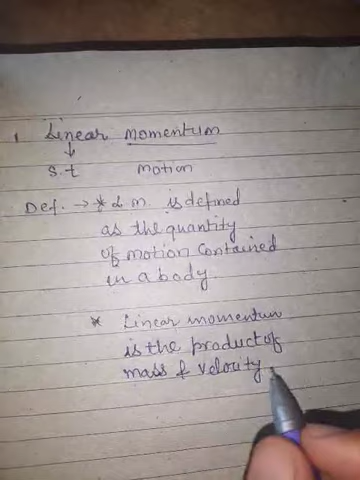 1 Linear momentum
↓
S.t motion
Def. → * L M. is defined
as the quantity
of motion contained
in a body
* Linear momentum
is the product of
mass & velocity